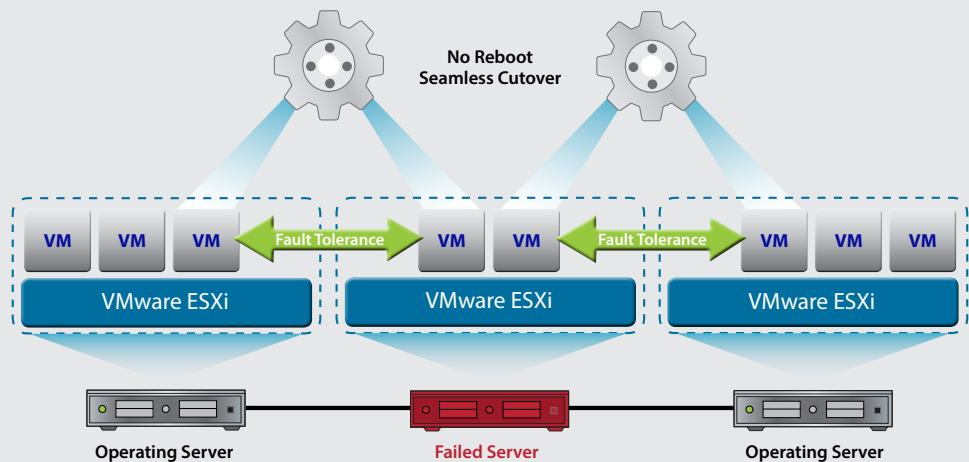 No Reboot
Seamless Cutover
VM VM VM Fault Tolerance VM VM Fault Tolerance VM VM VM
VMware ESXi VMware ESXi VMware ESXi
Operating Server Failed Server Operating Server